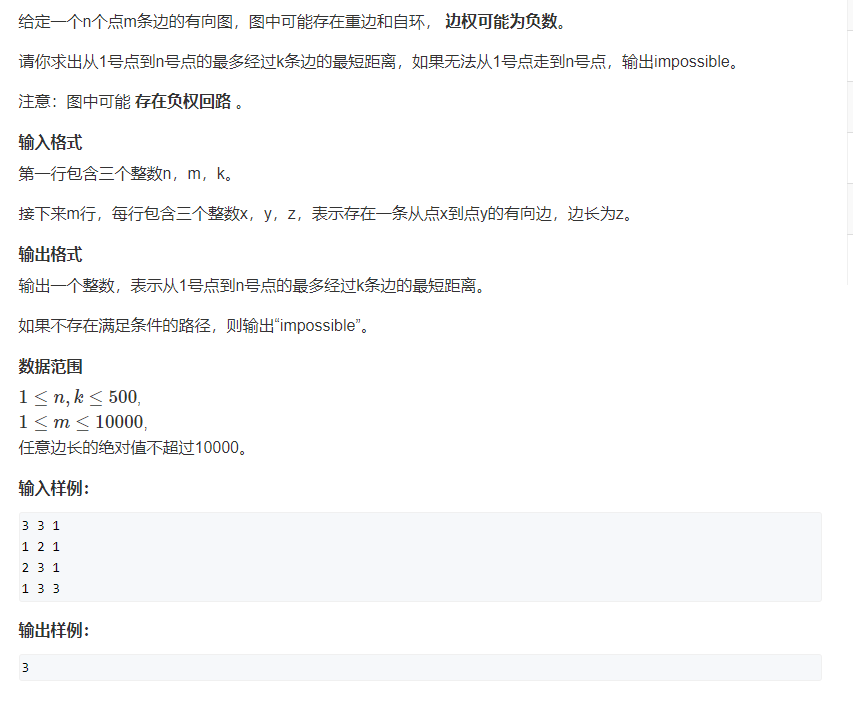 给定一个n个点m条边的有向图，图中可能存在重边和自环， 边权可能为负数。
请你求出从1号点到n号点的最多经过k条边的最短距离，如果无法从1号点走到n号点，输出impossible。
注意：图中可能 存在负权回路 。
输入格式
第一行包含三个整数n，m，k。
接下来m行，每行包含三个整数x，y，z，表示存在一条从点x到点y的有向边，边长为z。
输出格式
输出一个整数，表示从1号点到n号点的最多经过k条边的最短距离。
如果不存在满足条件的路径，则输出“impossible”。
数据范围
1 ≤ n, k ≤ 500,
1 ≤ m ≤ 10000,
任意边长的绝对值不超过10000。
输入样例：
3 3 1
1 2 1
2 3 1
1 3 3
输出样例：
3